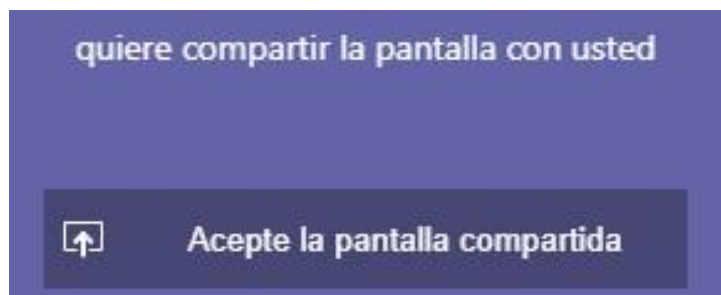 quiere compartir la pantalla con usted
Acepte la pantalla compartida